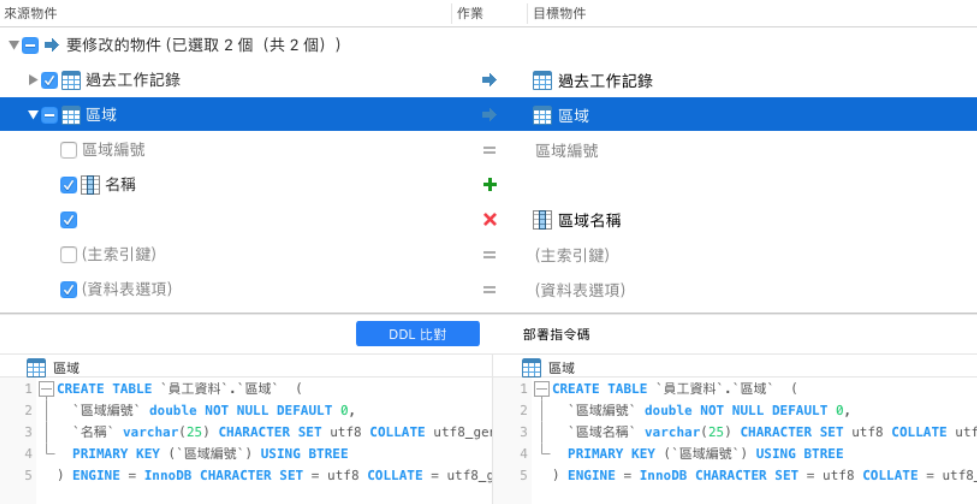 來源物件 作業 目標物件
要修改的物件 (已選取 2 個（共 2 個）)
過去工作記錄 過去工作記錄
區域 區域
區域編號 = 區域編號
名稱
區域名稱
(主索引鍵) = (主索引鍵)
(資料表選項) = (資料表選項)
DDL 比對 部署指令碼
區域
1 CREATE TABLE `員工資料`.`區域` (
2 `區域編號` double NOT NULL DEFAULT 0,
3 `名稱` varchar(25) CHARACTER SET utf8 COLLATE utf8_ger
4 PRIMARY KEY (`區域編號`) USING BTREE
5 ) ENGINE = InnoDB CHARACTER SET = utf8 COLLATE = utf8_g
區域
1 CREATE TABLE `員工資料`.`區域` (
2 `區域編號` double NOT NULL DEFAULT 0,
3 `區域名稱` varchar(25) CHARACTER SET utf8 COLLATE utf
4 PRIMARY KEY (`區域編號`) USING BTREE
5 ) ENGINE = InnoDB CHARACTER SET = utf8 COLLATE = utf8